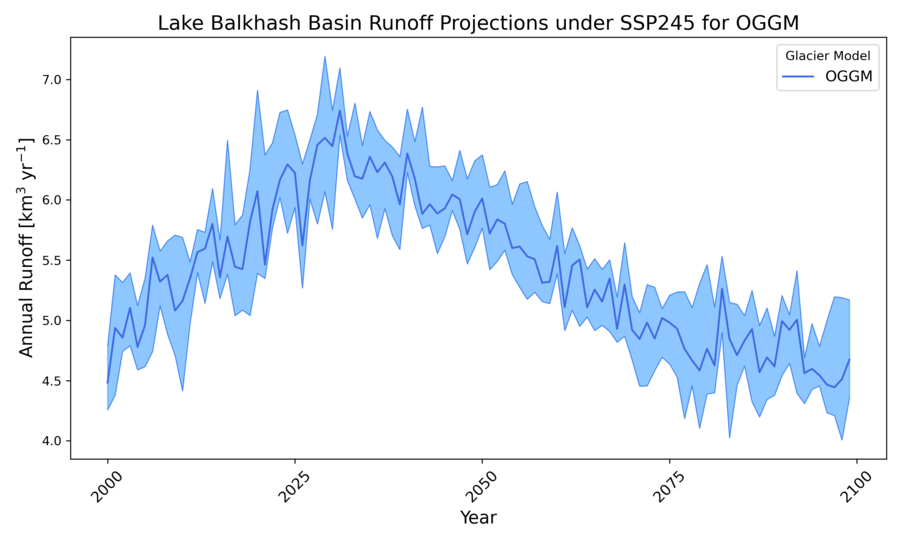 Lake Balkhash Basin Runoff Projections under SSP245 for OGGM
Glacier Model
OGGM
7.0
6.5
6.0
5.5
5.0
4.5
4.0
Annual Runoff [km³ yr⁻¹]
2000
2025
2050
2075
2100
Year